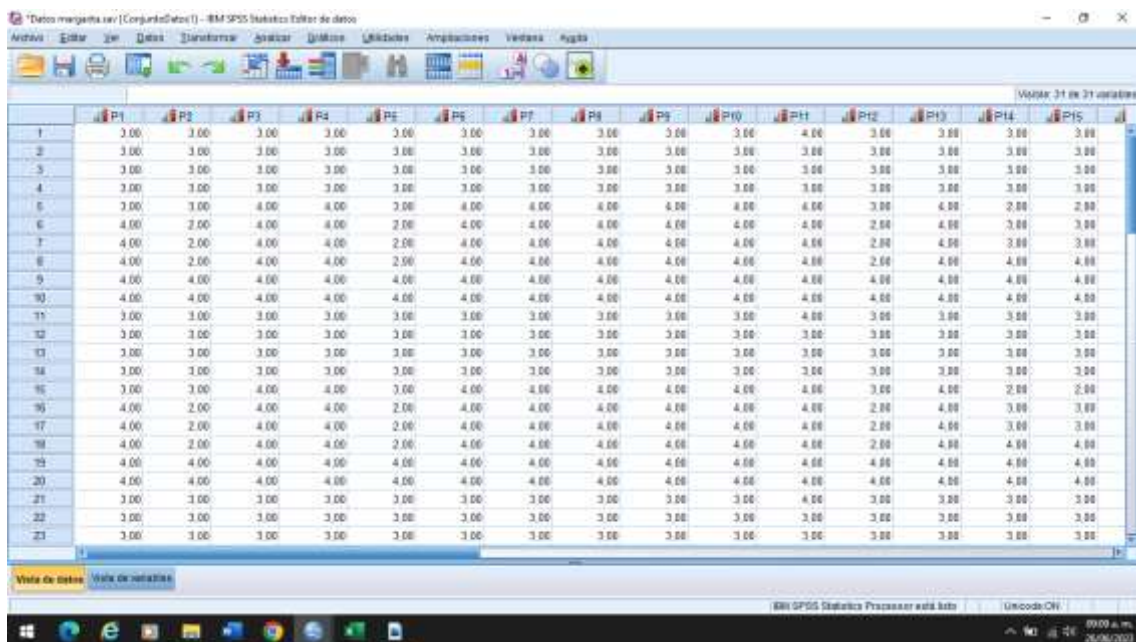 *Datos margarita.sav [ConjuntoDatos1] - IBM SPSS Statistics Editor de datos
Archivo Editar Ver Datos Transformar Analizar Gráficos Utilidades Ampliaciones Ventana Ayuda
Visible: 31 de 31 variables
P1 P2 P3 P4 P5 P6 P7 P8 P9 P10 P11 P12 P13 P14 P15
1 3,00 3,00 3,00 3,00 3,00 3,00 3,00 3,00 3,00 3,00 4,00 3,00 3,00 3,00 3,00
2 3,00 3,00 3,00 3,00 3,00 3,00 3,00 3,00 3,00 3,00 3,00 3,00 3,00 3,00 3,00
3 3,00 3,00 3,00 3,00 3,00 3,00 3,00 3,00 3,00 3,00 3,00 3,00 3,00 3,00 3,00
4 3,00 3,00 3,00 3,00 3,00 3,00 3,00 3,00 3,00 3,00 3,00 3,00 3,00 3,00 3,00
5 3,00 3,00 4,00 4,00 3,00 4,00 4,00 4,00 4,00 4,00 4,00 3,00 4,00 2,00 2,00
6 4,00 2,00 4,00 4,00 2,00 4,00 4,00 4,00 4,00 4,00 4,00 2,00 4,00 3,00 3,00
7 4,00 2,00 4,00 4,00 2,00 4,00 4,00 4,00 4,00 4,00 4,00 2,00 4,00 3,00 3,00
8 4,00 2,00 4,00 4,00 2,00 4,00 4,00 4,00 4,00 4,00 4,00 2,00 4,00 4,00 4,00
9 4,00 4,00 4,00 4,00 4,00 4,00 4,00 4,00 4,00 4,00 4,00 4,00 4,00 4,00 4,00
10 4,00 4,00 4,00 4,00 4,00 4,00 4,00 4,00 4,00 4,00 4,00 4,00 4,00 4,00 4,00
11 3,00 3,00 3,00 3,00 3,00 3,00 3,00 3,00 3,00 3,00 4,00 3,00 3,00 3,00 3,00
12 3,00 3,00 3,00 3,00 3,00 3,00 3,00 3,00 3,00 3,00 3,00 3,00 3,00 3,00 3,00
13 3,00 3,00 3,00 3,00 3,00 3,00 3,00 3,00 3,00 3,00 3,00 3,00 3,00 3,00 3,00
14 3,00 3,00 3,00 3,00 3,00 3,00 3,00 3,00 3,00 3,00 3,00 3,00 3,00 3,00 3,00
15 3,00 3,00 4,00 4,00 3,00 4,00 4,00 4,00 4,00 4,00 4,00 3,00 4,00 2,00 2,00
16 4,00 2,00 4,00 4,00 2,00 4,00 4,00 4,00 4,00 4,00 4,00 2,00 4,00 3,00 3,00
17 4,00 2,00 4,00 4,00 2,00 4,00 4,00 4,00 4,00 4,00 4,00 2,00 4,00 3,00 3,00
18 4,00 2,00 4,00 4,00 2,00 4,00 4,00 4,00 4,00 4,00 4,00 2,00 4,00 4,00 4,00
19 4,00 4,00 4,00 4,00 4,00 4,00 4,00 4,00 4,00 4,00 4,00 4,00 4,00 4,00 4,00
20 4,00 4,00 4,00 4,00 4,00 4,00 4,00 4,00 4,00 4,00 4,00 4,00 4,00 4,00 4,00
21 3,00 3,00 3,00 3,00 3,00 3,00 3,00 3,00 3,00 3,00 4,00 3,00 3,00 3,00 3,00
22 3,00 3,00 3,00 3,00 3,00 3,00 3,00 3,00 3,00 3,00 3,00 3,00 3,00 3,00 3,00
23 3,00 3,00 3,00 3,00 3,00 3,00 3,00 3,00 3,00 3,00 3,00 3,00 3,00 3,00 3,00
Vista de datos Vista de variables
IBM SPSS Statistics Processor está listo Unicode:ON
09:09 a. m.